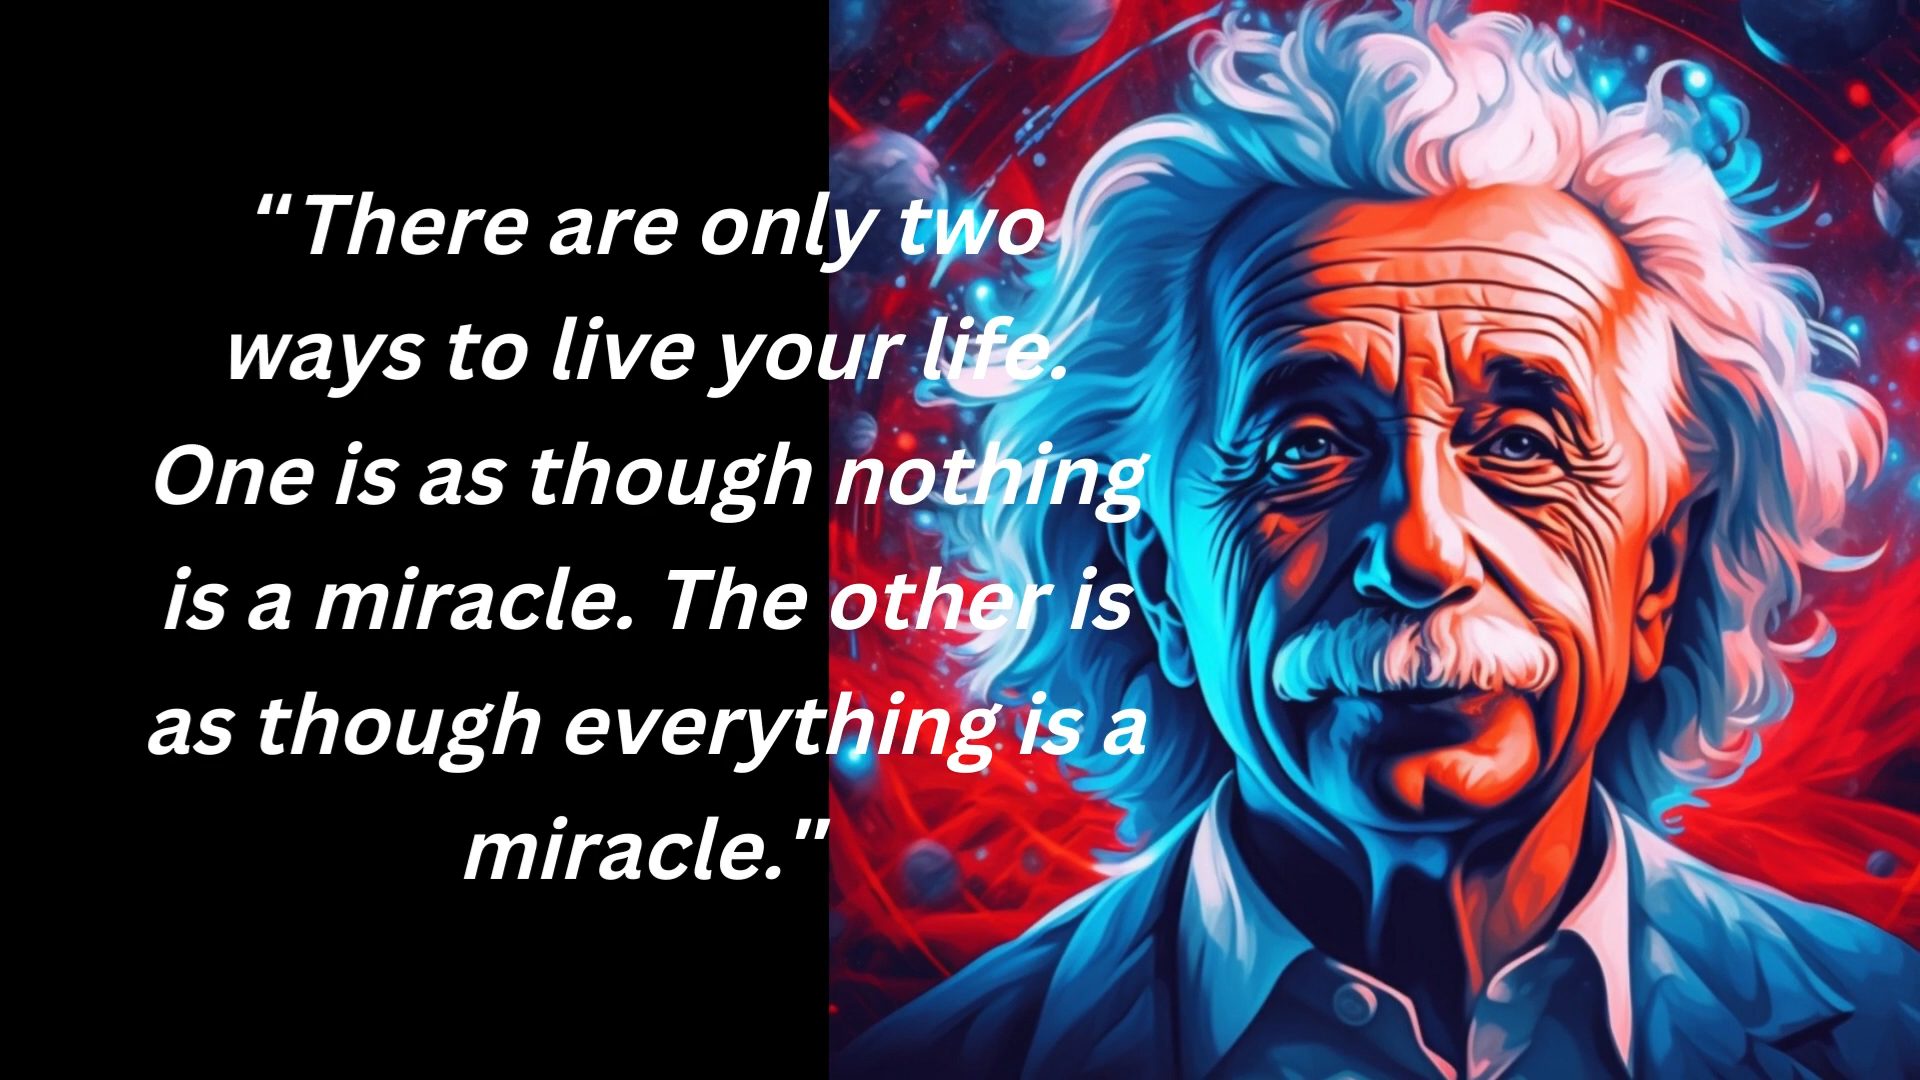 “There are only two
ways to live your life.
One is as though nothing
is a miracle. The other is
as though everything is a
miracle.”